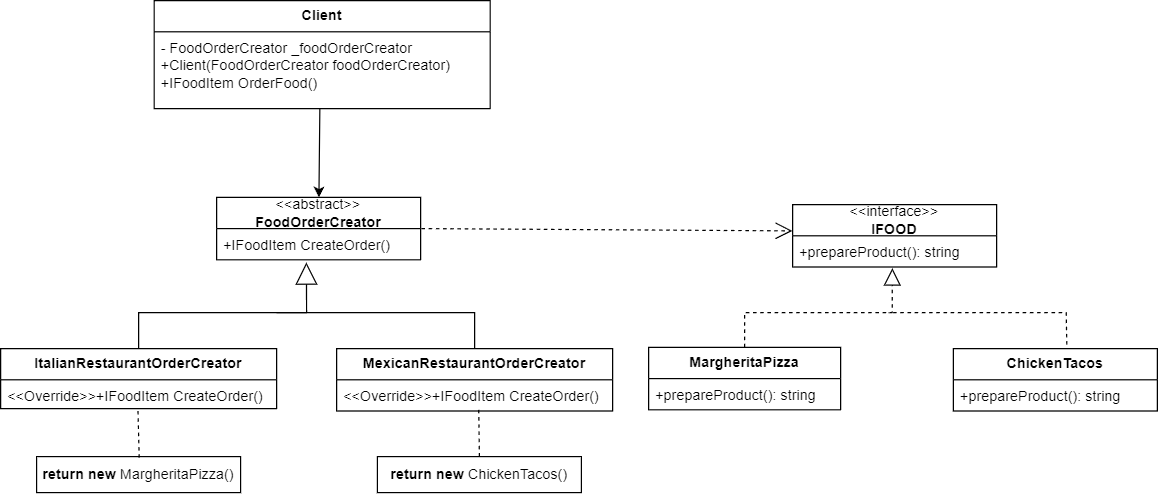 Client
- FoodOrderCreator _foodOrderCreator
+Client(FoodOrderCreator foodOrderCreator)
+IFoodItem OrderFood()
<<abstract>>
FoodOrderCreator
+IFoodItem CreateOrder()
<<interface>>
IFOOD
+prepareProduct(): string
ItalianRestaurantOrderCreator
<<Override>>+IFoodItem CreateOrder()
MexicanRestaurantOrderCreator
<<Override>>+IFoodItem CreateOrder()
MargheritaPizza
+prepareProduct(): string
ChickenTacos
+prepareProduct(): string
return new MargheritaPizza()
return new ChickenTacos()